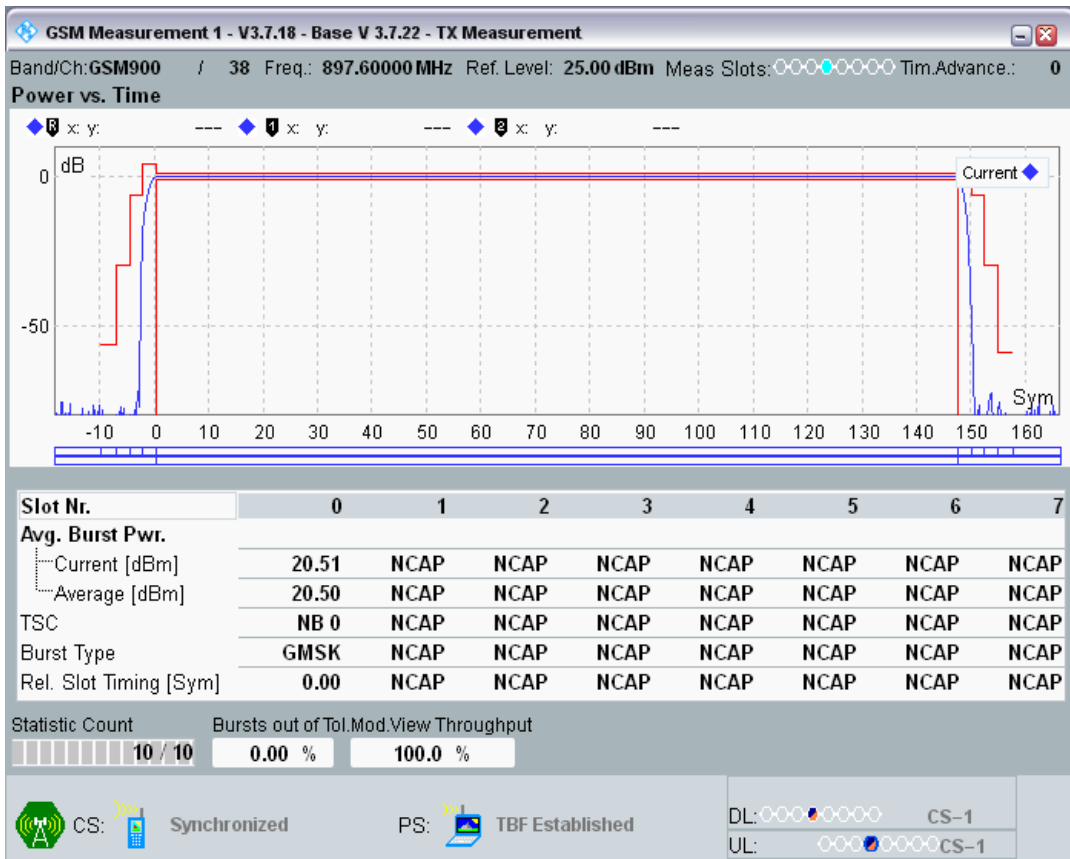 GSM Measurement 1 - V3.7.18 - Base V 3.7.22 - TX Measurement
Band/Ch:GSM900 / 38 Freq.: 897.60000 MHz Ref. Level: 25.00 dBm Meas Slots: Tim.Advance.: 0
Power vs. Time
R x: y: --- 1 x: y: --- 2 x: y: ---
dB
Current
0
-50
Sym
-10 0 10 20 30 40 50 60 70 80 90 100 110 120 130 140 150 160
Slot Nr. 0 1 2 3 4 5 6 7
Avg. Burst Pwr.
Current [dBm] 20.51 NCAP NCAP NCAP NCAP NCAP NCAP NCAP
Average [dBm] 20.50 NCAP NCAP NCAP NCAP NCAP NCAP NCAP
TSC NB 0 NCAP NCAP NCAP NCAP NCAP NCAP NCAP
Burst Type GMSK NCAP NCAP NCAP NCAP NCAP NCAP NCAP
Rel. Slot Timing [Sym] 0.00 NCAP NCAP NCAP NCAP NCAP NCAP NCAP
Statistic Count Bursts out of Tol.Mod.View Throughput
10 / 10 0.00 % 100.0 %
CS: Synchronized PS: TBF Established
DL: CS-1
UL: CS-1